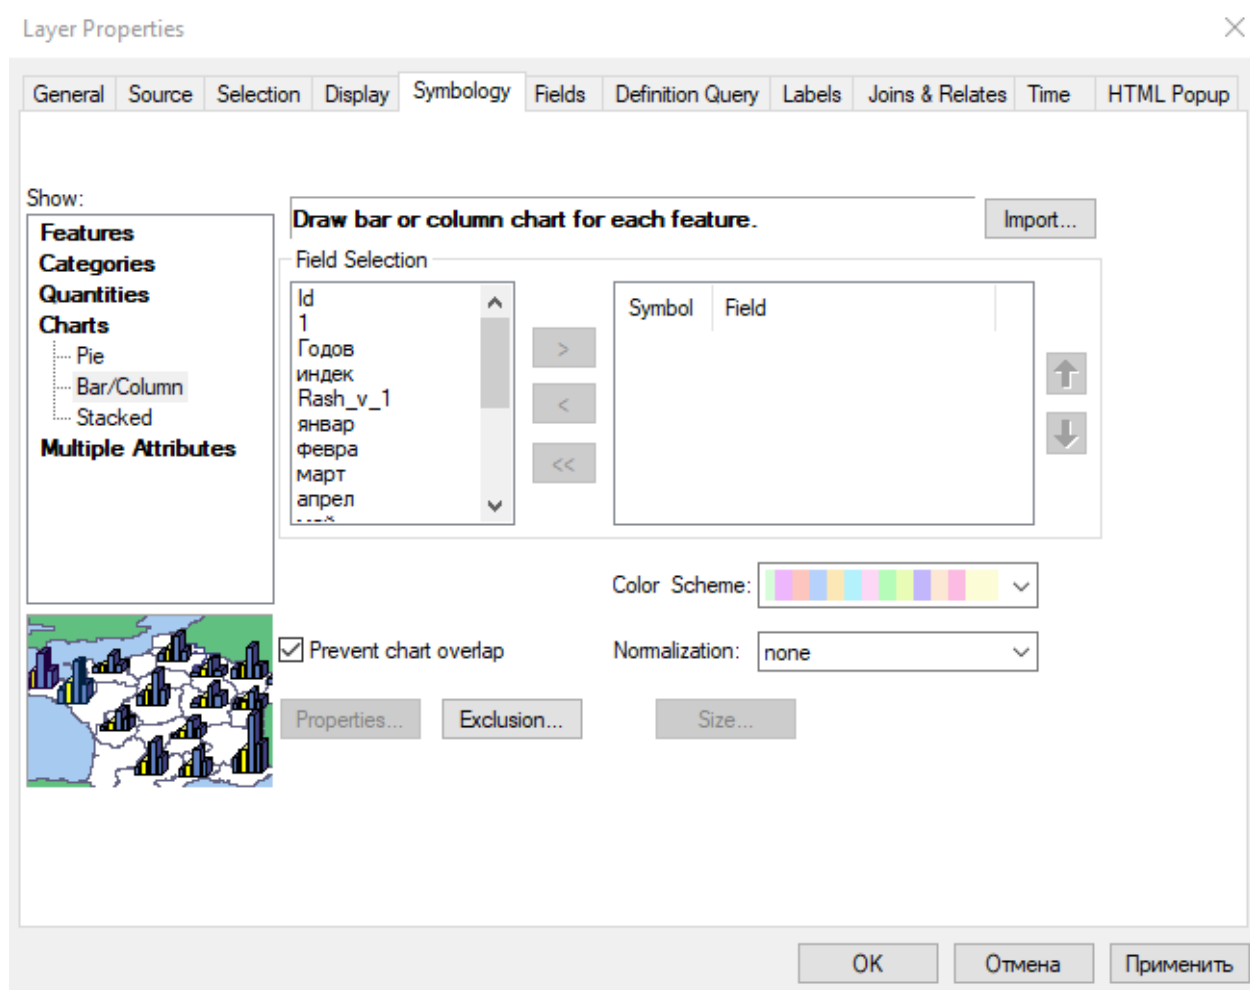 Layer Properties
General Source Selection Display Symbology Fields Definition Query Labels Joins & Relates Time HTML Popup
Show:
Features
Categories
Quantities
Charts
Pie
Bar/Column
Stacked
Multiple Attributes
Draw bar or column chart for each feature.
Import...
Field Selection
Id
1
Годов
индек
Rash_v_1
январ
февра
март
апрел
>
<
<<
Symbol Field
Color Scheme:
Prevent chart overlap
Normalization: none
Properties... Exclusion... Size...
OK Отмена Применить